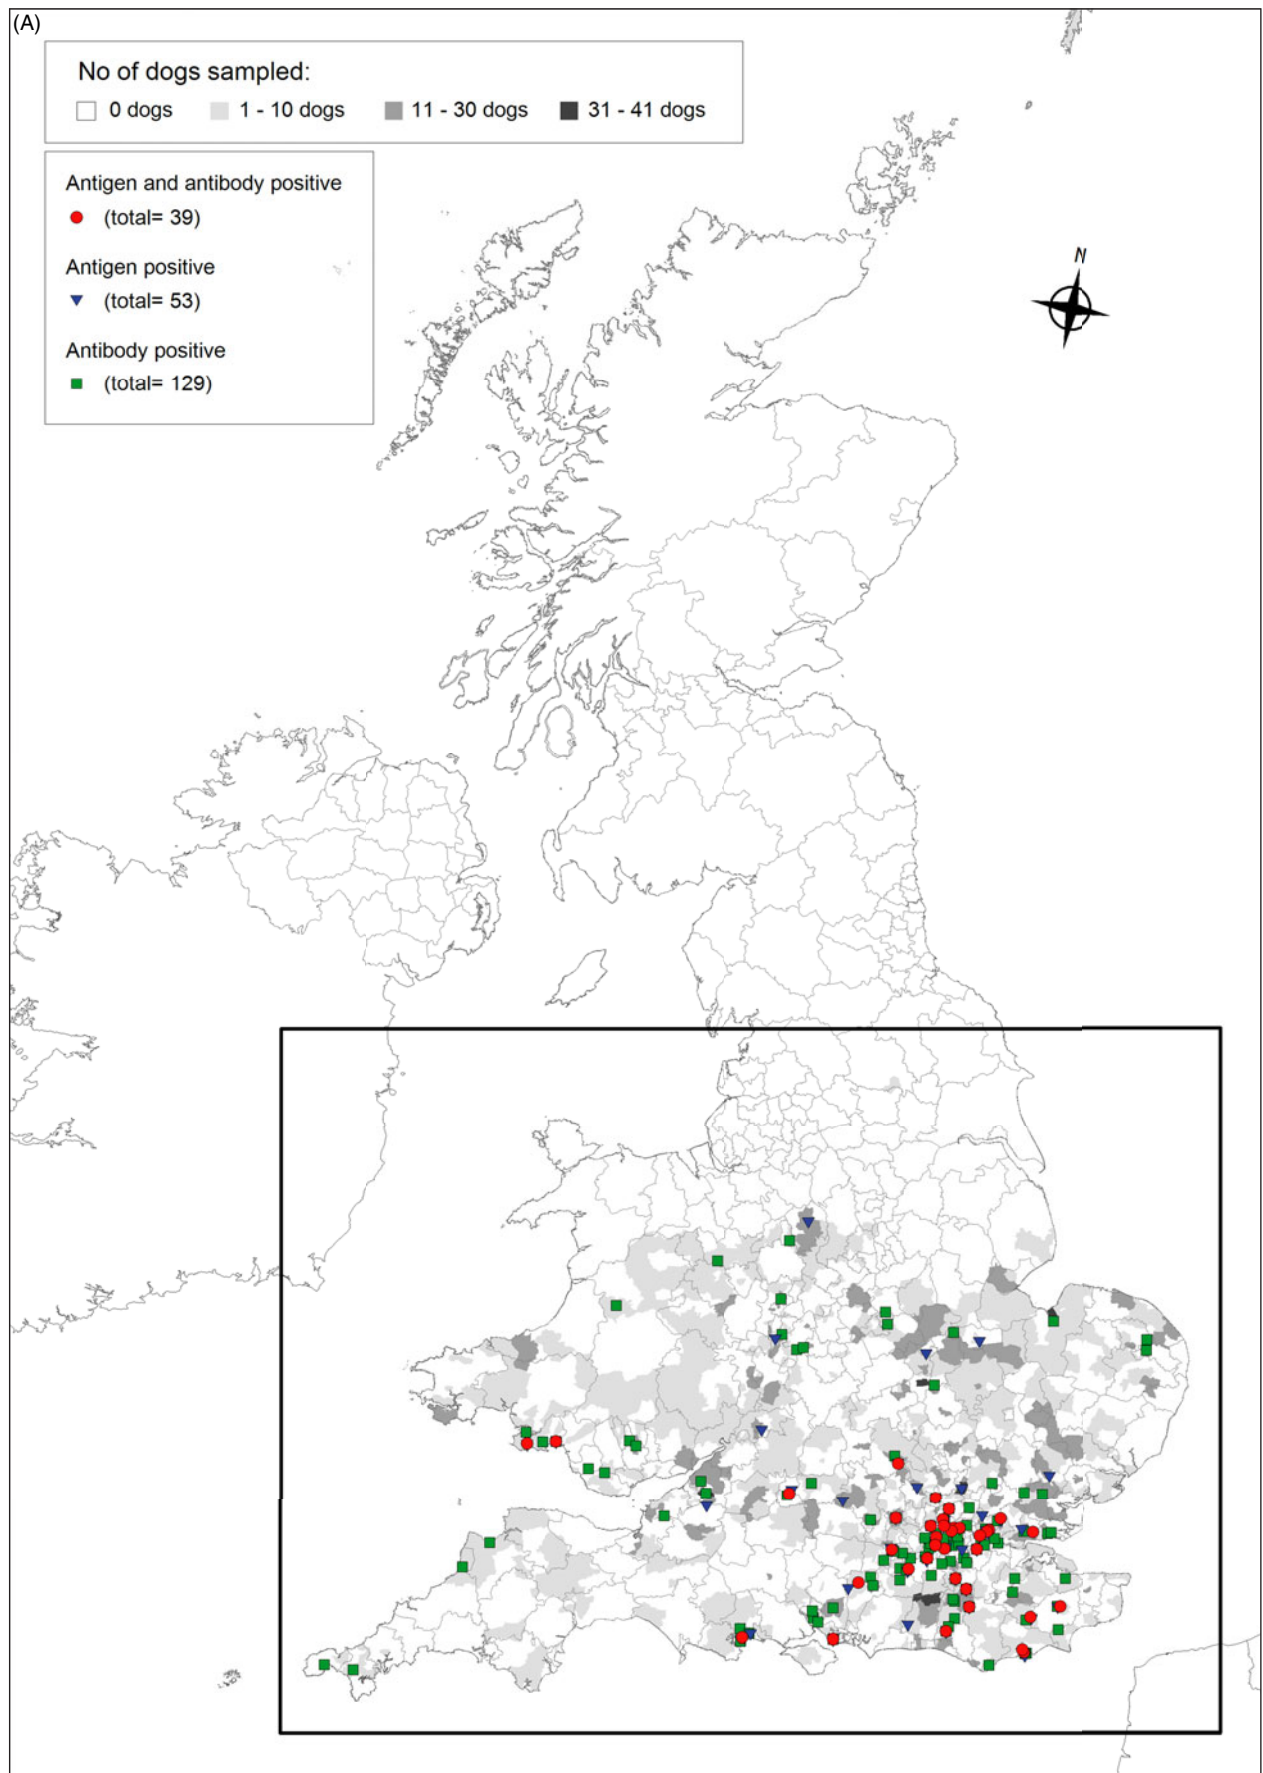 (A)
No of dogs sampled:
0 dogs 1 - 10 dogs 11 - 30 dogs 31 - 41 dogs
Antigen and antibody positive
(total= 39)
Antigen positive
(total= 53)
Antibody positive
(total= 129)
N